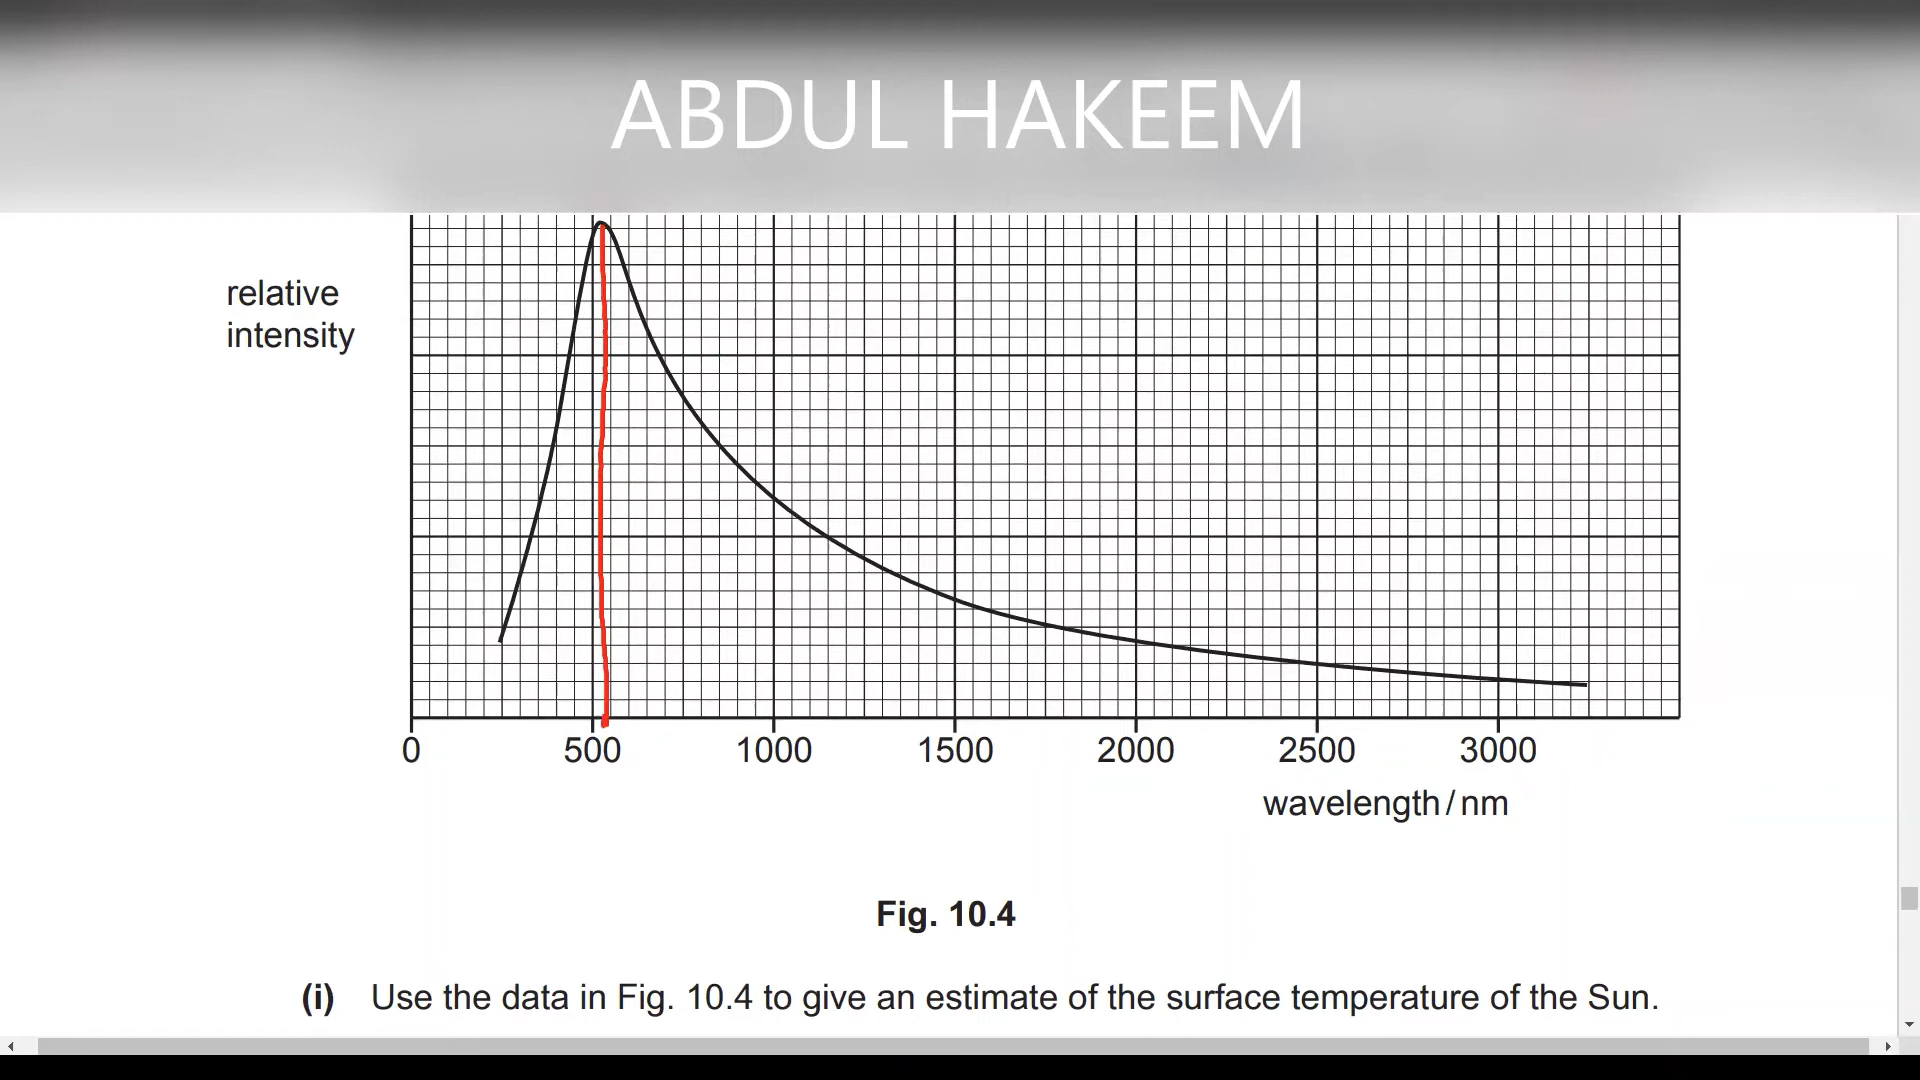 ABDUL HAKEEM
relative
intensity
0 500 1000 1500 2000 2500 3000
wavelength / nm
Fig. 10.4
(i) Use the data in Fig. 10.4 to give an estimate of the surface temperature of the Sun.